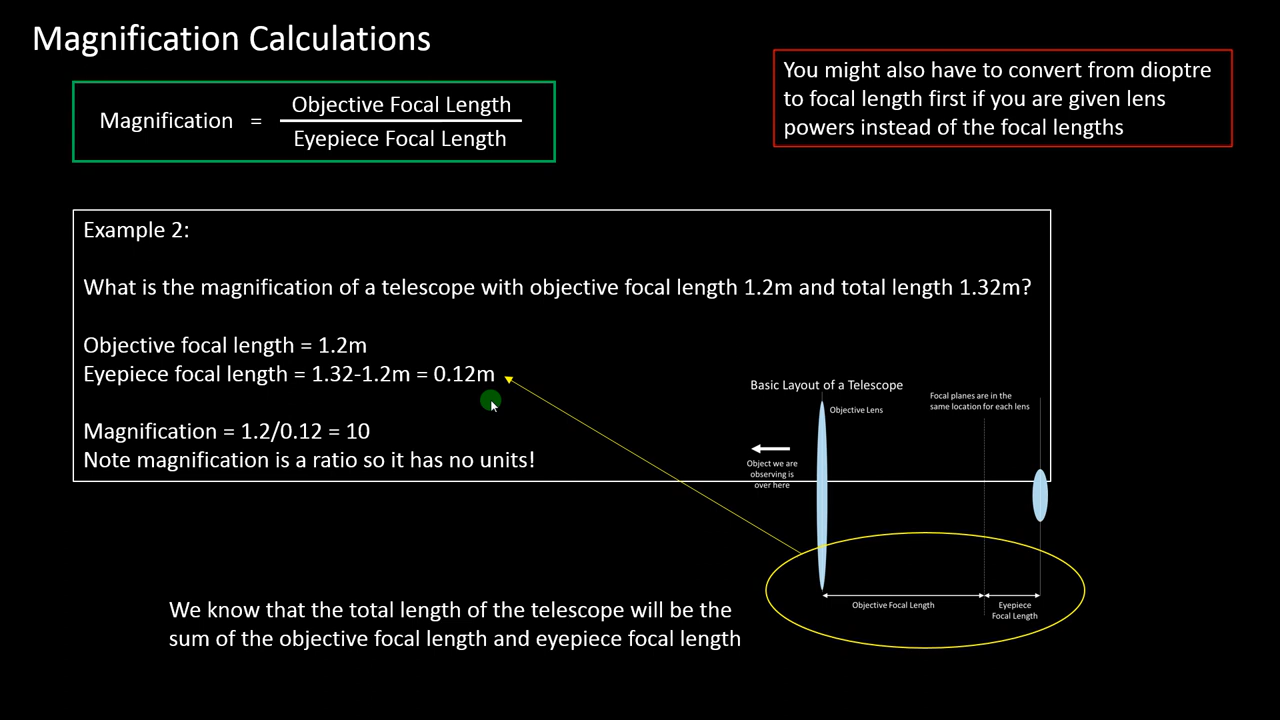 Magnification Calculations
You might also have to convert from dioptre
to focal length first if you are given lens
powers instead of the focal lengths
Magnification = Objective Focal Length
Eyepiece Focal Length
Example 2:
What is the magnification of a telescope with objective focal length 1.2m and total length 1.32m?
Objective focal length = 1.2m
Eyepiece focal length = 1.32-1.2m = 0.12m
Magnification = 1.2/0.12 = 10
Note magnification is a ratio so it has no units!
Basic Layout of a Telescope
Objective Lens
Focal planes are in the
same location for each lens
Object we are
observing is
over here
Objective Focal Length
Eyepiece
Focal Length
We know that the total length of the telescope will be the
sum of the objective focal length and eyepiece focal length